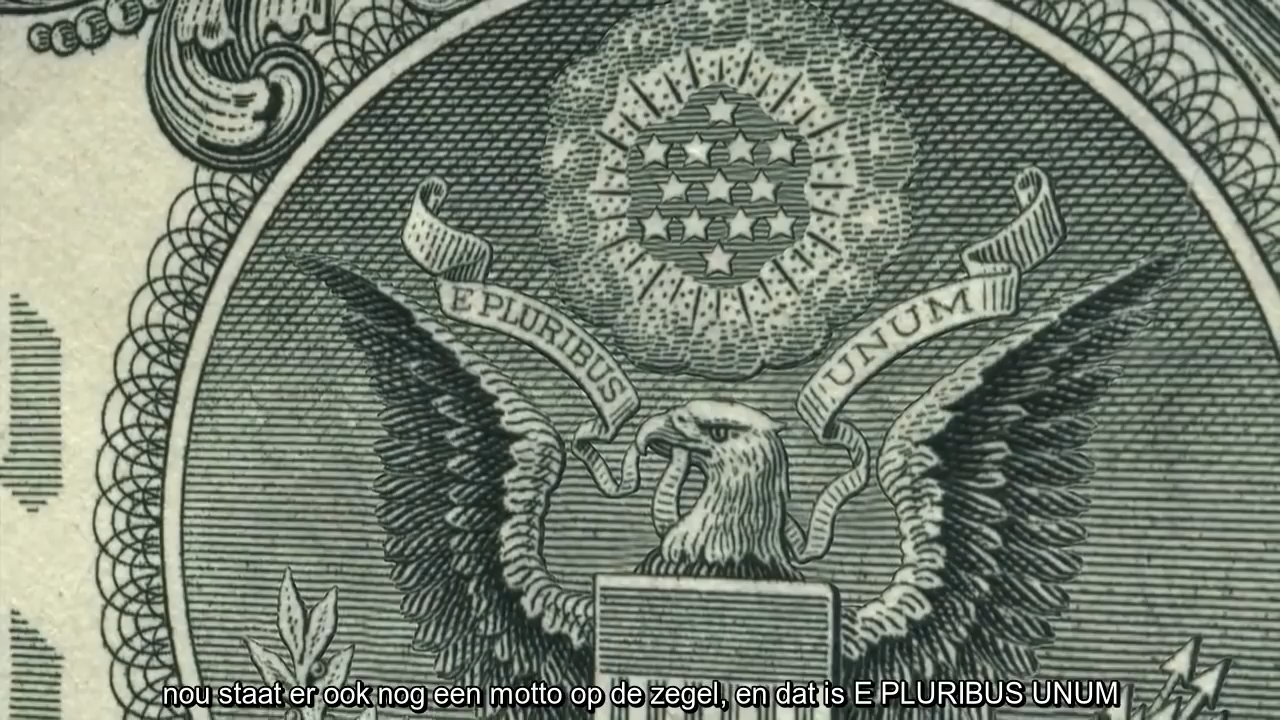 E PLURIBUS UNUM
nou staat er ook nog een motto op de zegel, en dat is E PLURIBUS UNUM